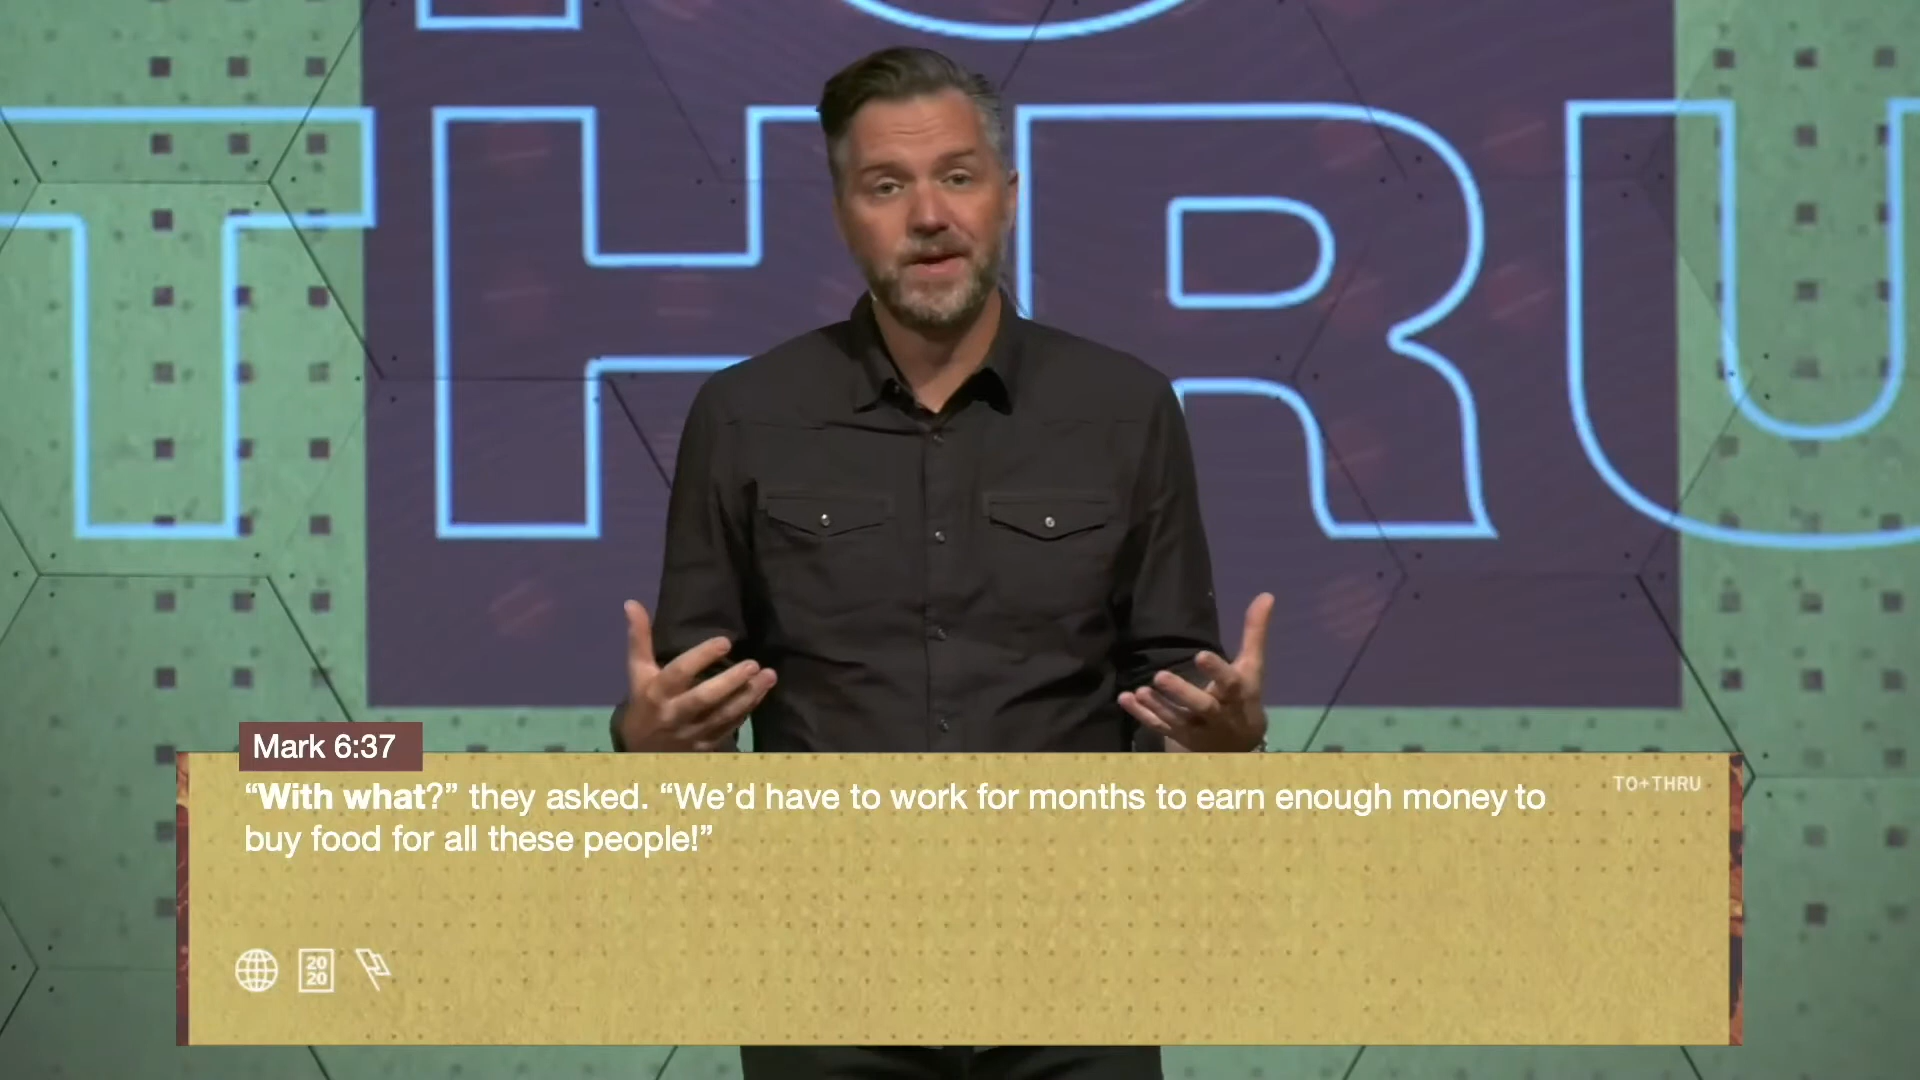 THRU
Mark 6:37
TO+THRU
“With what?” they asked. “We’d have to work for months to earn enough money to
buy food for all these people!”
20
20